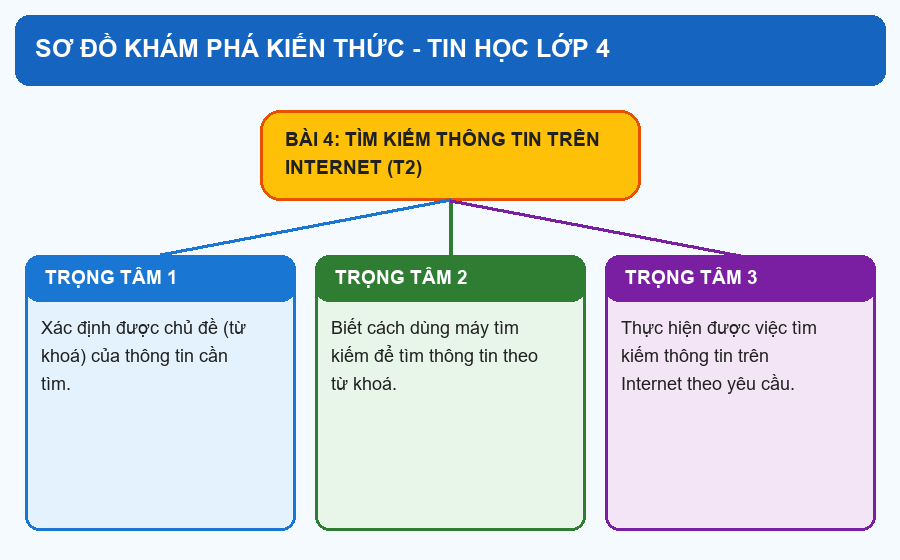 SƠ ĐỒ KHÁM PHÁ KIẾN THỨC - TIN HỌC LỚP 4
BÀI 4: TÌM KIẾM THÔNG TIN TRÊN
INTERNET (T2)
TRỌNG TÂM 1
Xác định được chủ đề (từ
khoá) của thông tin cần
tìm.
TRỌNG TÂM 2
Biết cách dùng máy tìm
kiếm để tìm thông tin theo
từ khoá.
TRỌNG TÂM 3
Thực hiện được việc tìm
kiếm thông tin trên
Internet theo yêu cầu.